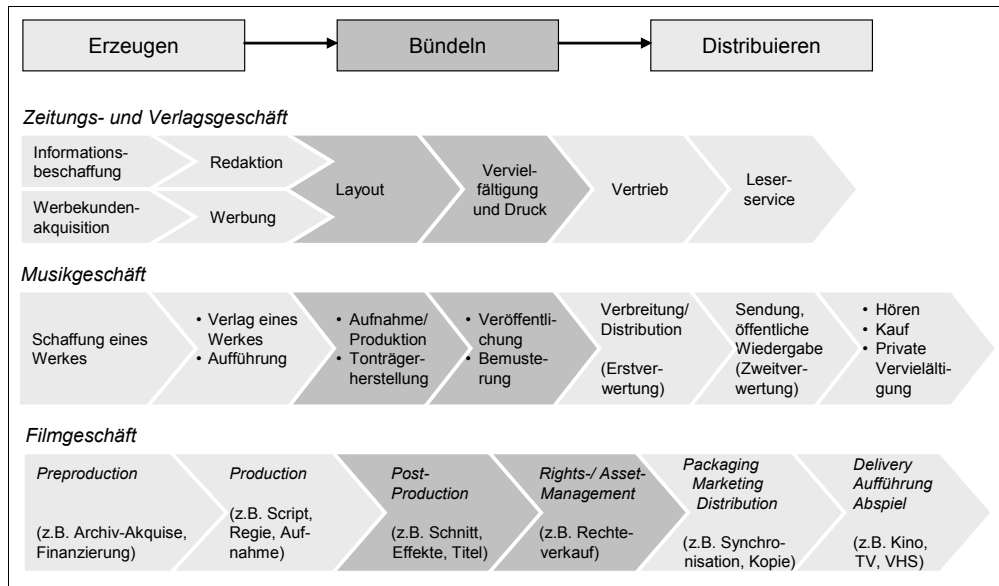 Erzeugen
Bündeln
Distribuieren
Zeitungs- und Verlagsgeschäft
Informations-
beschaffung
Redaktion
Werbekunden-
akquisition
Werbung
Layout
Verviel-
fältigung
und Druck
Vertrieb
Leser-
service
Musikgeschäft
Schaffung eines
Werkes
• Verlag eines
Werkes
• Aufführung
• Aufnahme/
Produktion
• Tonträger-
herstellung
• Veröffentli-
chung
• Bemuste-
rung
Verbreitung/
Distribution
(Erstver-
wertung)
Sendung,
öffentliche
Wiedergabe
(Zweitver-
wertung)
• Hören
• Kauf
• Private
Vervielälti-
gung
Filmgeschäft
Preproduction
(z.B. Archiv-Akquise,
Finanzierung)
Production
(z.B. Script,
Regie, Auf-
nahme)
Post-
Production
(z.B. Schnitt,
Effekte, Titel)
Rights-/ Asset-
Management
(z.B. Rechte-
verkauf)
Packaging
Marketing
Distribution
(z.B. Synchro-
nisation, Kopie)
Delivery
Aufführung
Abspiel
(z.B. Kino,
TV, VHS)